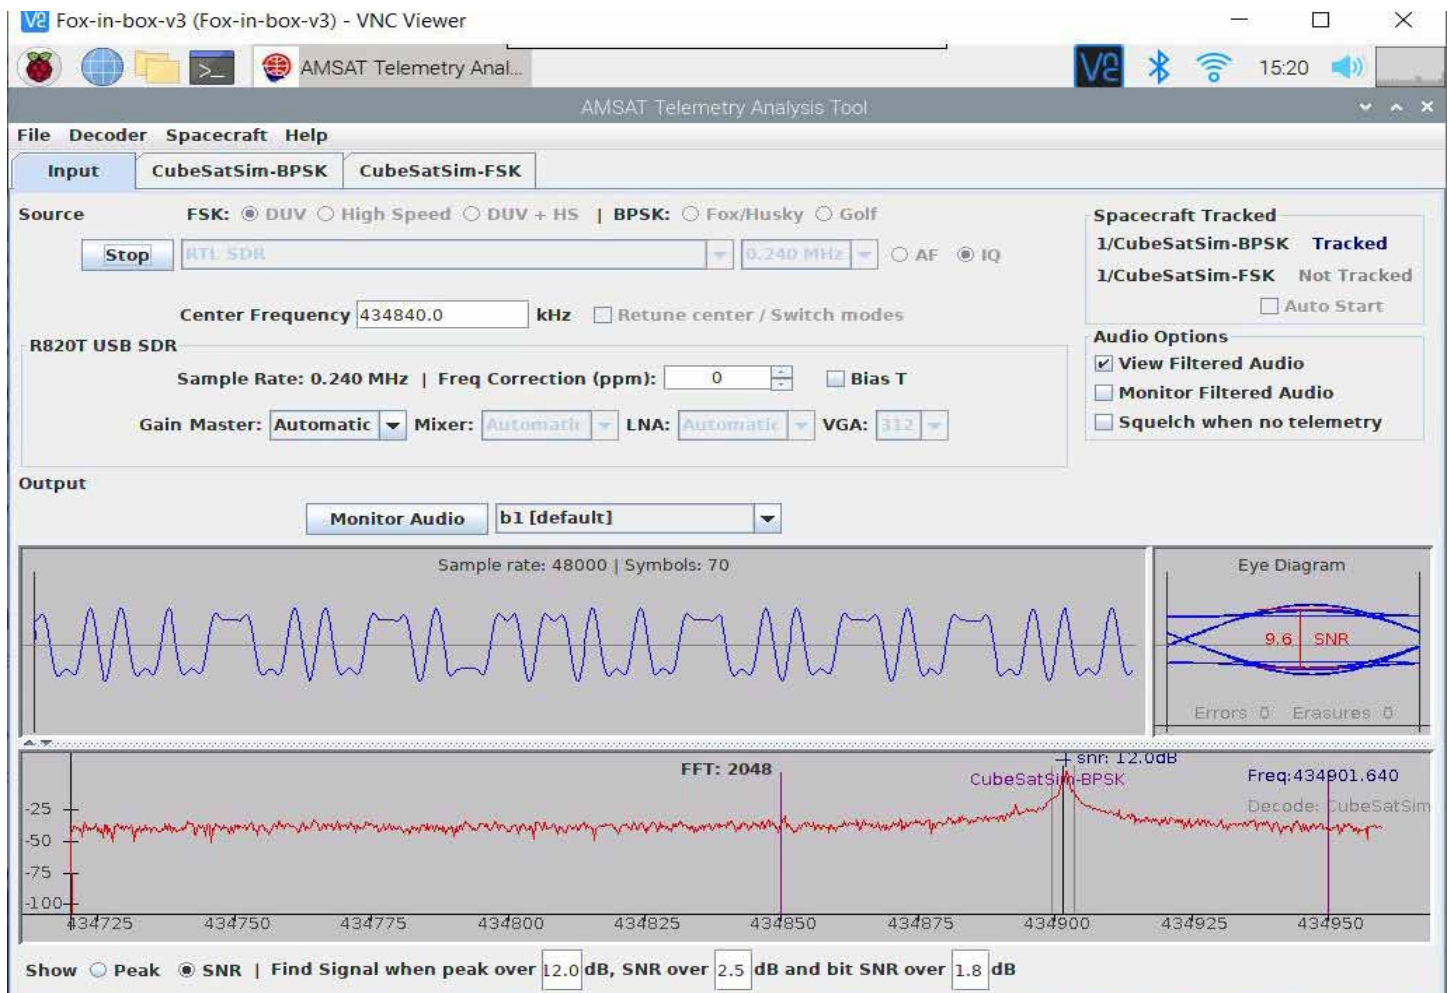 Fox-in-box-v3 (Fox-in-box-v3) - VNC Viewer
AMSAT Telemetry Anal... 15:20
AMSAT Telemetry Analysis Tool
File Decoder Spacecraft Help
Input CubeSatSim-BPSK CubeSatSim-FSK
Source FSK: DUV High Speed DUV + HS | BPSK: Fox/Husky Golf
Stop RTL SDR 0.240 MHz AF IQ
Center Frequency 434840.0 kHz Retune center / Switch modes
R820T USB SDR
Sample Rate: 0.240 MHz | Freq Correction (ppm): 0 Bias T
Gain Master: Automatic Mixer: Automatic LNA: Automatic VGA: 312
Spacecraft Tracked
1/CubeSatSim-BPSK Tracked
1/CubeSatSim-FSK Not Tracked
Auto Start
Audio Options
View Filtered Audio
Monitor Filtered Audio
Squelch when no telemetry
Output
Monitor Audio b1 [default]
Sample rate: 48000 | Symbols: 70
Eye Diagram
9.6 SNR
Errors 0 Erasures 0
FFT: 2048
snr: 12.0dB
CubeSatSim-BPSK
Freq:434901.640
Decode: CubeSatSim
-25
-50
-75
-100
434725 434750 434775 434800 434825 434850 434875 434900 434925 434950
Show Peak SNR | Find Signal when peak over 12.0 dB, SNR over 2.5 dB and bit SNR over 1.8 dB